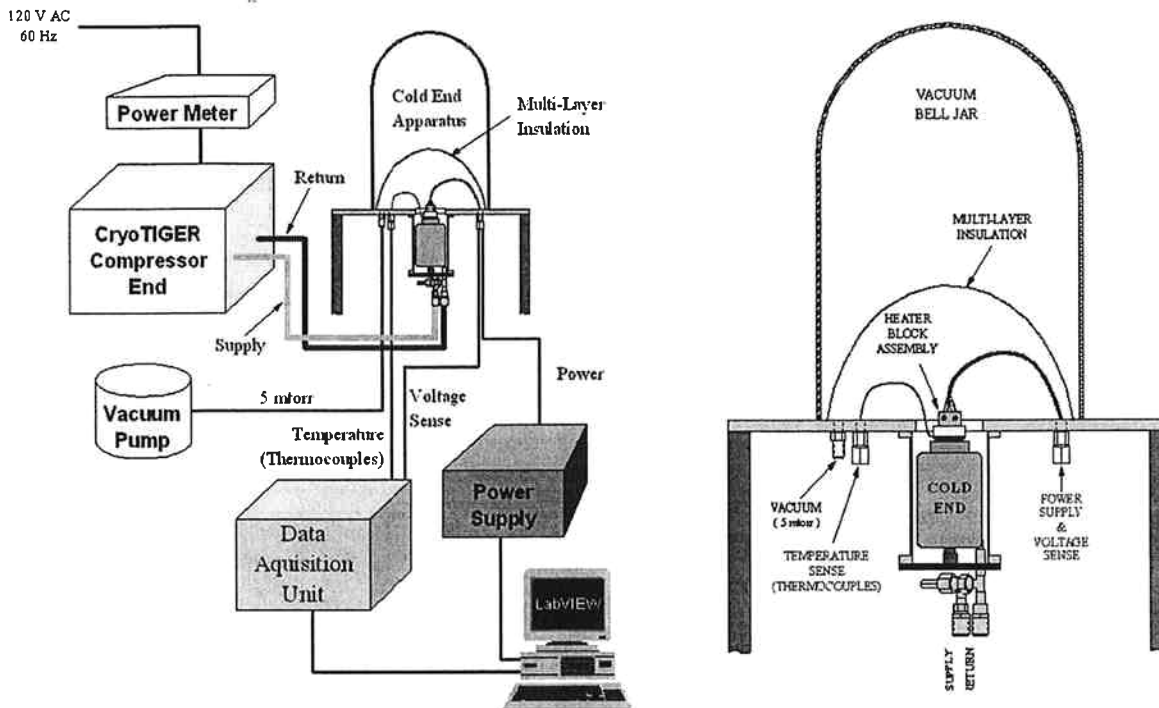 120 V AC
60 Hz
Power Meter
Cold End
Apparatus
Multi-Layer
Insulation
Return
CryoTIGER
Compressor
End
Supply
Vacuum
Pump
5 mtorr
Voltage
Sense
Power
Temperature
(Thermocouples)
Power
Supply
Data
Aquisition
Unit
LabVIEW
VACUUM
BELL JAR
MULTI-LAYER
INSULATION
HEATER
BLOCK
ASSEMBLY
COLD
END
VACUUM
(5 mtorr)
TEMPERATURE
SENSE
(THERMOCOUPLES)
POWER
SUPPLY
&
VOLTAGE
SENSE
SUPPLY
RETURN